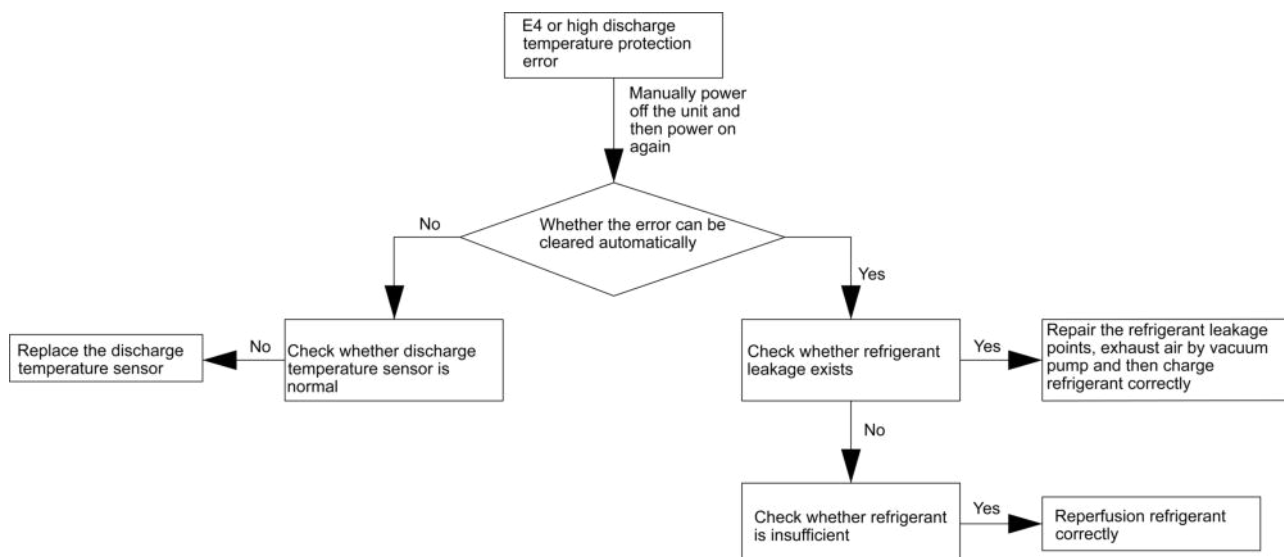 E4 or high discharge
temperature protection
error
Manually power
off the unit and
then power on
again
Whether the error can be
cleared automatically
No
Yes
Replace the discharge
temperature sensor
No
Check whether discharge
temperature sensor is
normal
Check whether refrigerant
leakage exists
Yes
Repair the refrigerant leakage
points, exhaust air by vacuum
pump and then charge
refrigerant correctly
No
Check whether refrigerant
is insufficient
Yes
Reperfusion refrigerant
correctly